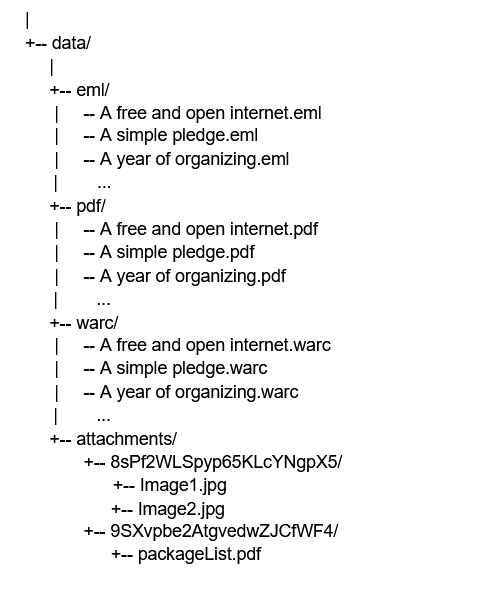 |
+-- data/
|
+-- eml/
| -- A free and open internet.eml
| -- A simple pledge.eml
| -- A year of organizing.eml
| ...
+-- pdf/
| -- A free and open internet.pdf
| -- A simple pledge.pdf
| -- A year of organizing.pdf
| ...
+-- warc/
| -- A free and open internet.warc
| -- A simple pledge.warc
| -- A year of organizing.warc
| ...
+-- attachments/
+-- 8sPf2WLSpyp65KLcYNgpX5/
+-- Image1.jpg
+-- Image2.jpg
+-- 9SXvpbe2AtgvedwZJCfWF4/
+-- packageList.pdf